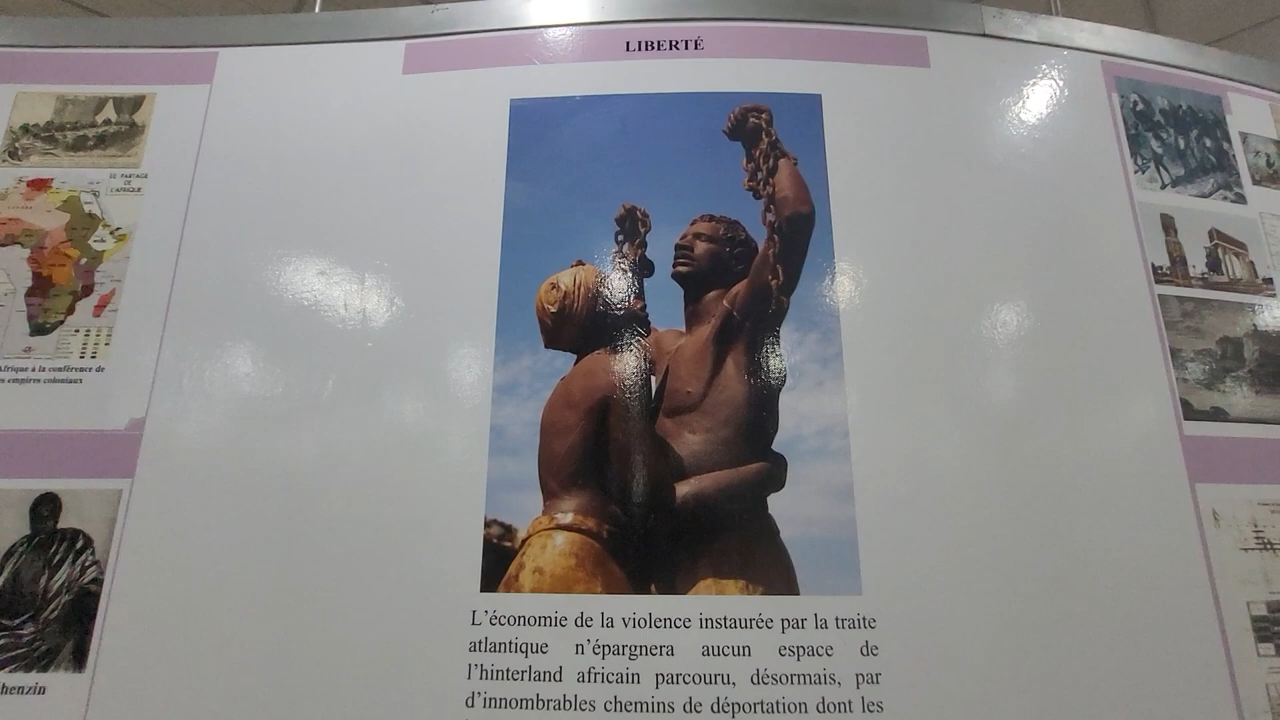 LIBERTÉ
LE PARTAGE
DE
L'AFRIQUE
Afrique à la conférence de
s empires coloniaux
henzin
L'économie de la violence instaurée par la traite
atlantique n'épargnera aucun espace de
l'hinterland africain parcouru, désormais, par
d'innombrables chemins de déportation dont les